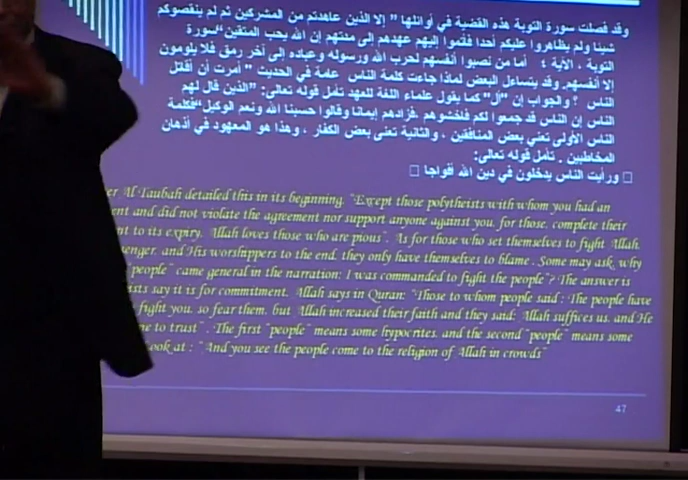 وقد فصلت سورة التوبة هذه القضية في أوائلها " إلا الذين عاهدتم من المشركين ثم لم ينقصوكم
شيئا ولم يظاهروا عليكم أحدا فأتموا إليهم عهدهم إلى مدتهم إن الله يحب المتقين"سورة
التوبة ، الآية ٤ أما من نصبوا أنفسهم لحرب الله ورسوله وعباده إلى آخر رمق فلا يلومون
إلا أنفسهم. وقد يتساءل البعض لماذا جاءت كلمة الناس عامة في الحديث "أمرت أن أقاتل
الناس ؟ والجواب إن "أل" كما يقول علماء اللغة للعهد تأمل قوله تعالى: "الذين قال لهم
الناس إن الناس قد جمعوا لكم فاخشوهم ،فزادهم إيمانا وقالوا حسبنا الله ونعم الوكيل"فكلمة
الناس الأولى تعني بعض المنافقين ، والثانية تعنى بعض الكفار ، وهذا هو المعهود في أذهان
المخاطبين . تأمل قوله تعالى:
□ ورأيت الناس يدخلون في دين الله أفواجا □
er Al Taubah detailed this in its beginning. "Except those polytheists with whom you had an
ent and did not violate the agreement nor support anyone against you, for those, complete their
nt to its expiry. Allah loves those who are pious". As for those who set themselves to fight Allah,
enger, and His worshippers to the end, they only have themselves to blame. Some may ask, why
"people" came general in the narration: I was commanded to fight the people"? The answer is
ists say it is for commitment. Allah says in Quran: "Those to whom people said : The people have
fight you, so fear them, but Allah increased their faith and they said: Allah suffices us, and He
ne to trust". The first "people" means some hypocrites, and the second "people" means some
ook at : "And you see the people come to the religion of Allah in crowds"
47